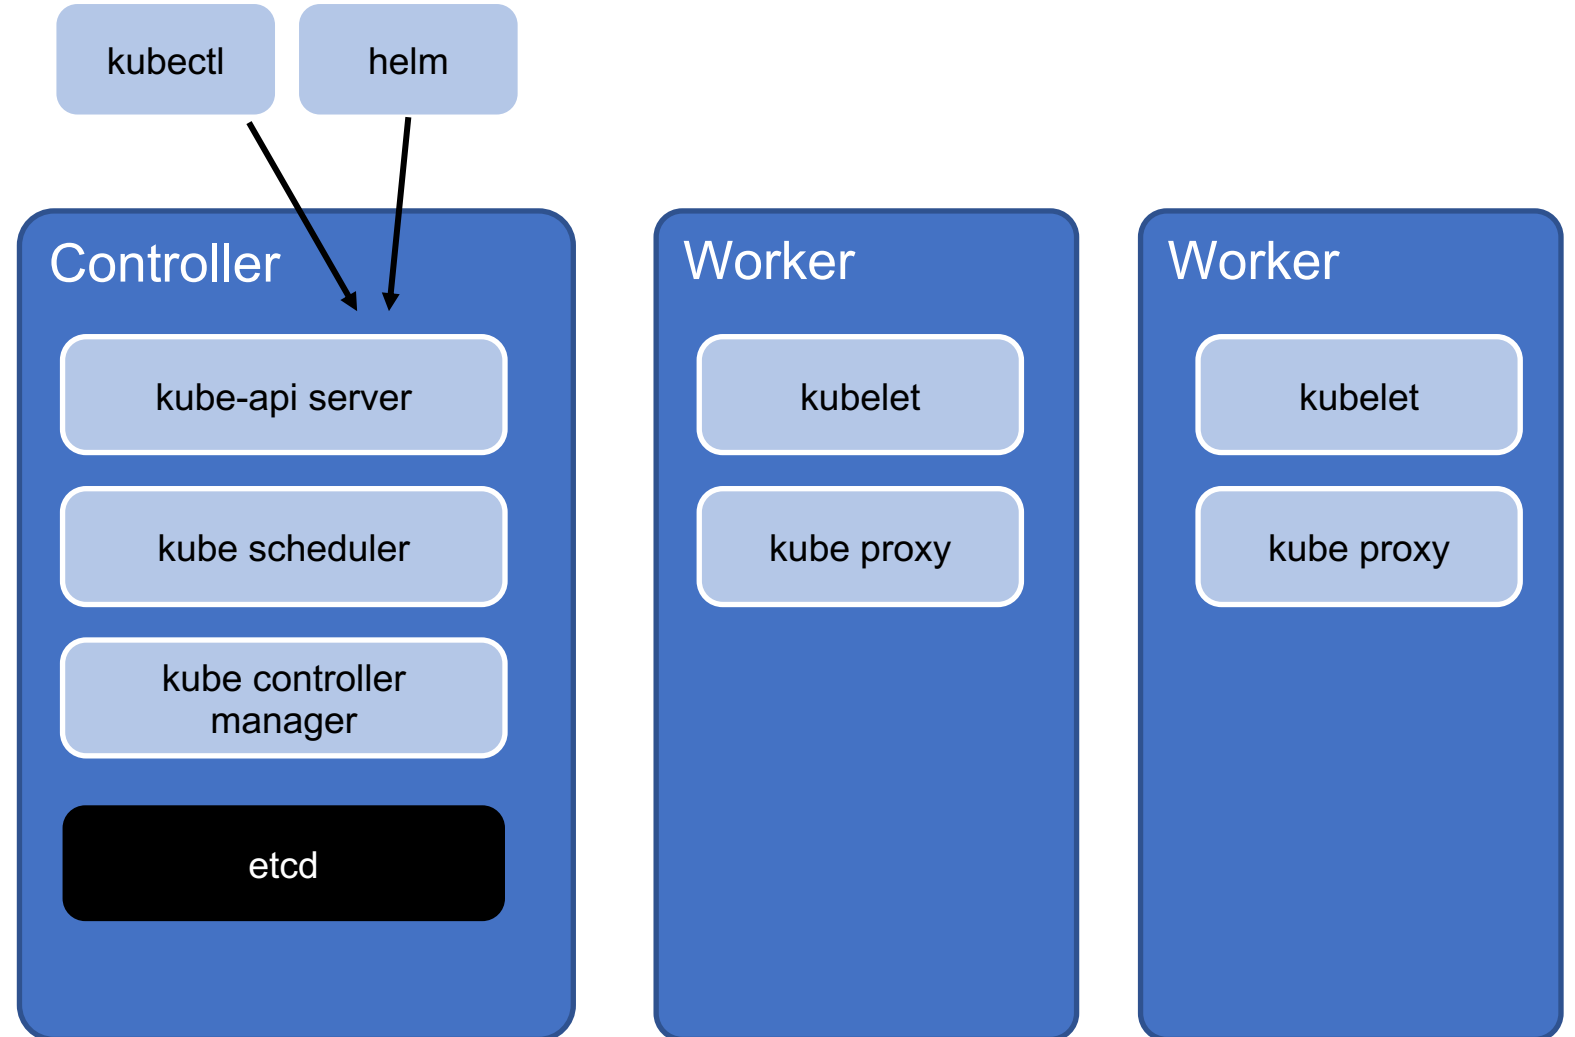 kubectl
helm
Controller
kube-api server
kube scheduler
kube controller
manager
etcd
Worker
kubelet
kube proxy
Worker
kubelet
kube proxy